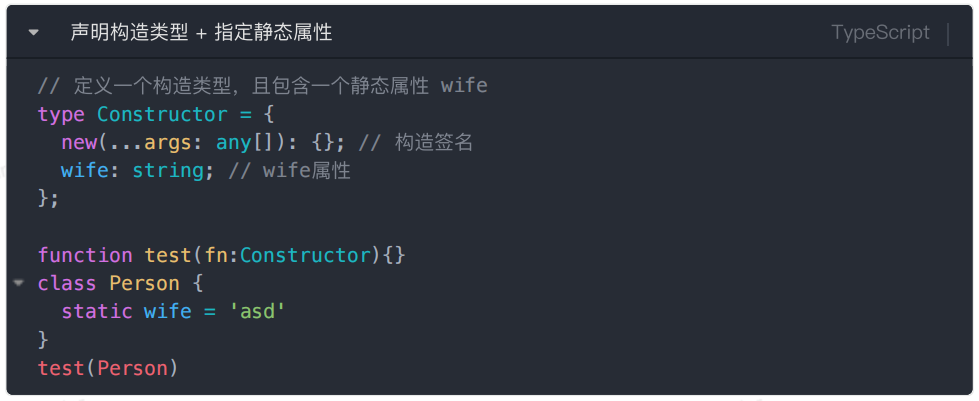 声明构造类型 + 指定静态属性 TypeScript
// 定义一个构造类型，且包含一个静态属性 wife
type Constructor = {
  new(...args: any[]): {}; // 构造签名
  wife: string; // wife属性
};
function test(fn:Constructor){}
class Person {
  static wife = 'asd'
}
test(Person)